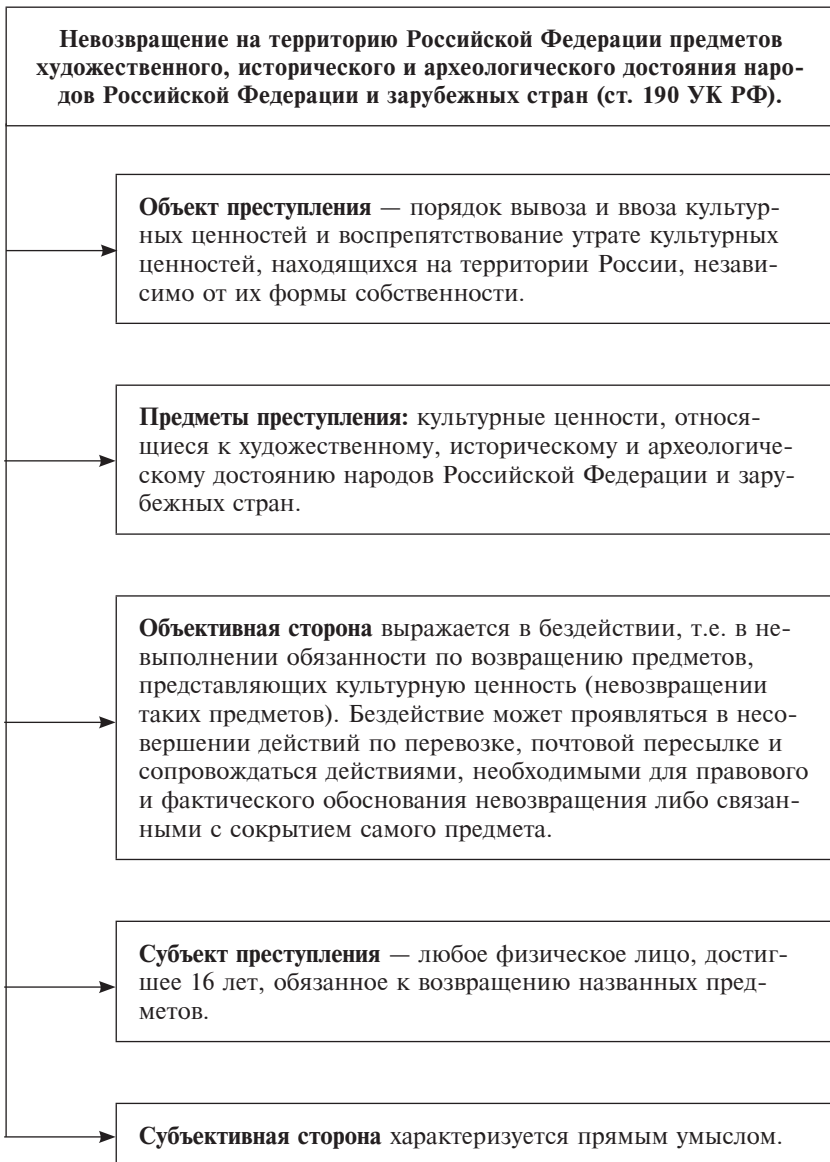 Невозвращение на территорию Российской Федерации предметов
художественного, исторического и археологического достояния наро-
дов Российской Федерации и зарубежных стран (ст. 190 УК РФ).
Объект преступления — порядок вывоза и ввоза культур-
ных ценностей и воспрепятствование утрате культурных
ценностей, находящихся на территории России, незави-
симо от их формы собственности.
Предметы преступления: культурные ценности, относя-
щиеся к художественному, историческому и археологиче-
скому достоянию народов Российской Федерации и зару-
бежных стран.
Объективная сторона выражается в бездействии, т.е. в не-
выполнении обязанности по возвращению предметов,
представляющих культурную ценность (невозвращении
таких предметов). Бездействие может проявляться в несо-
вершении действий по перевозке, почтовой пересылке и
сопровождаться действиями, необходимыми для правового
и фактического обоснования невозвращения либо связан-
ными с сокрытием самого предмета.
Субъект преступления — любое физическое лицо, достиг-
шее 16 лет, обязанное к возвращению названных пред-
метов.
Субъективная сторона характеризуется прямым умыслом.